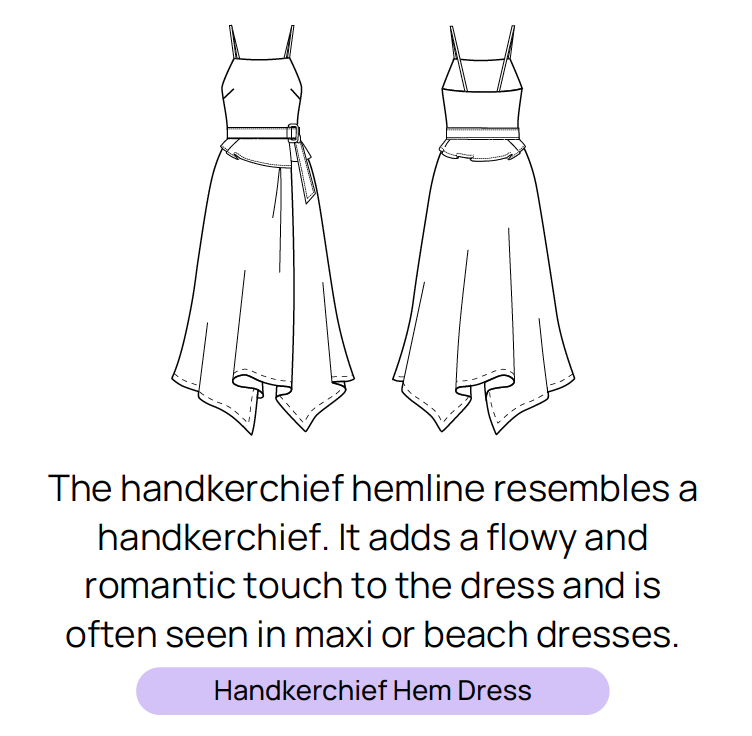 The handkerchief hemline resembles a
handkerchief. It adds a flowy and
romantic touch to the dress and is
often seen in maxi or beach dresses.
Handkerchief Hem Dress